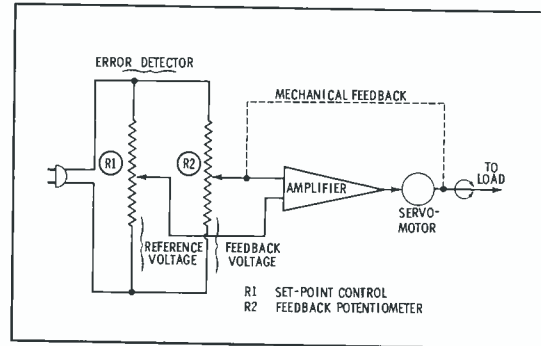 ERROR DETECTOR
MECHANICAL FEEDBACK
R1
R2
AMPLIFIER
TO
LOAD
SERVO-
MOTOR
REFERENCE
VOLTAGE
FEEDBACK
VOLTAGE
R1 SET-POINT CONTROL
R2 FEEDBACK POTENTIOMETER